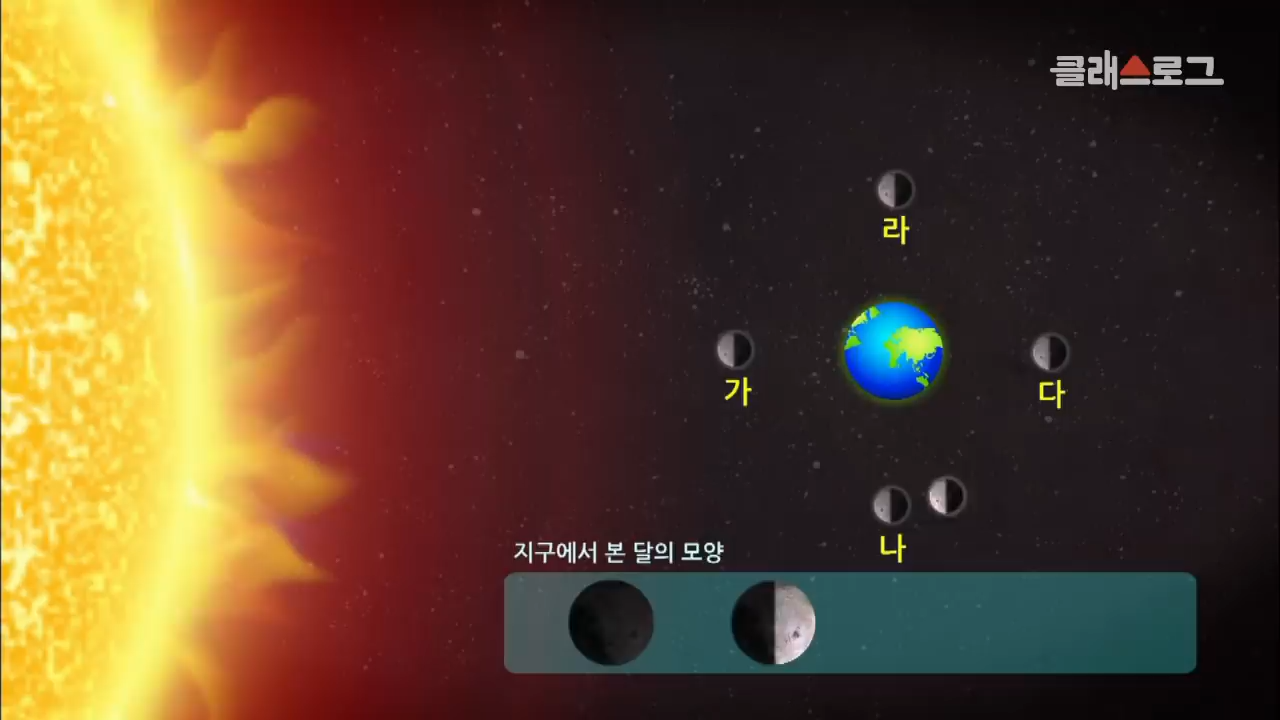 클래스로그
라
가
다
나
지구에서 본 달의 모양